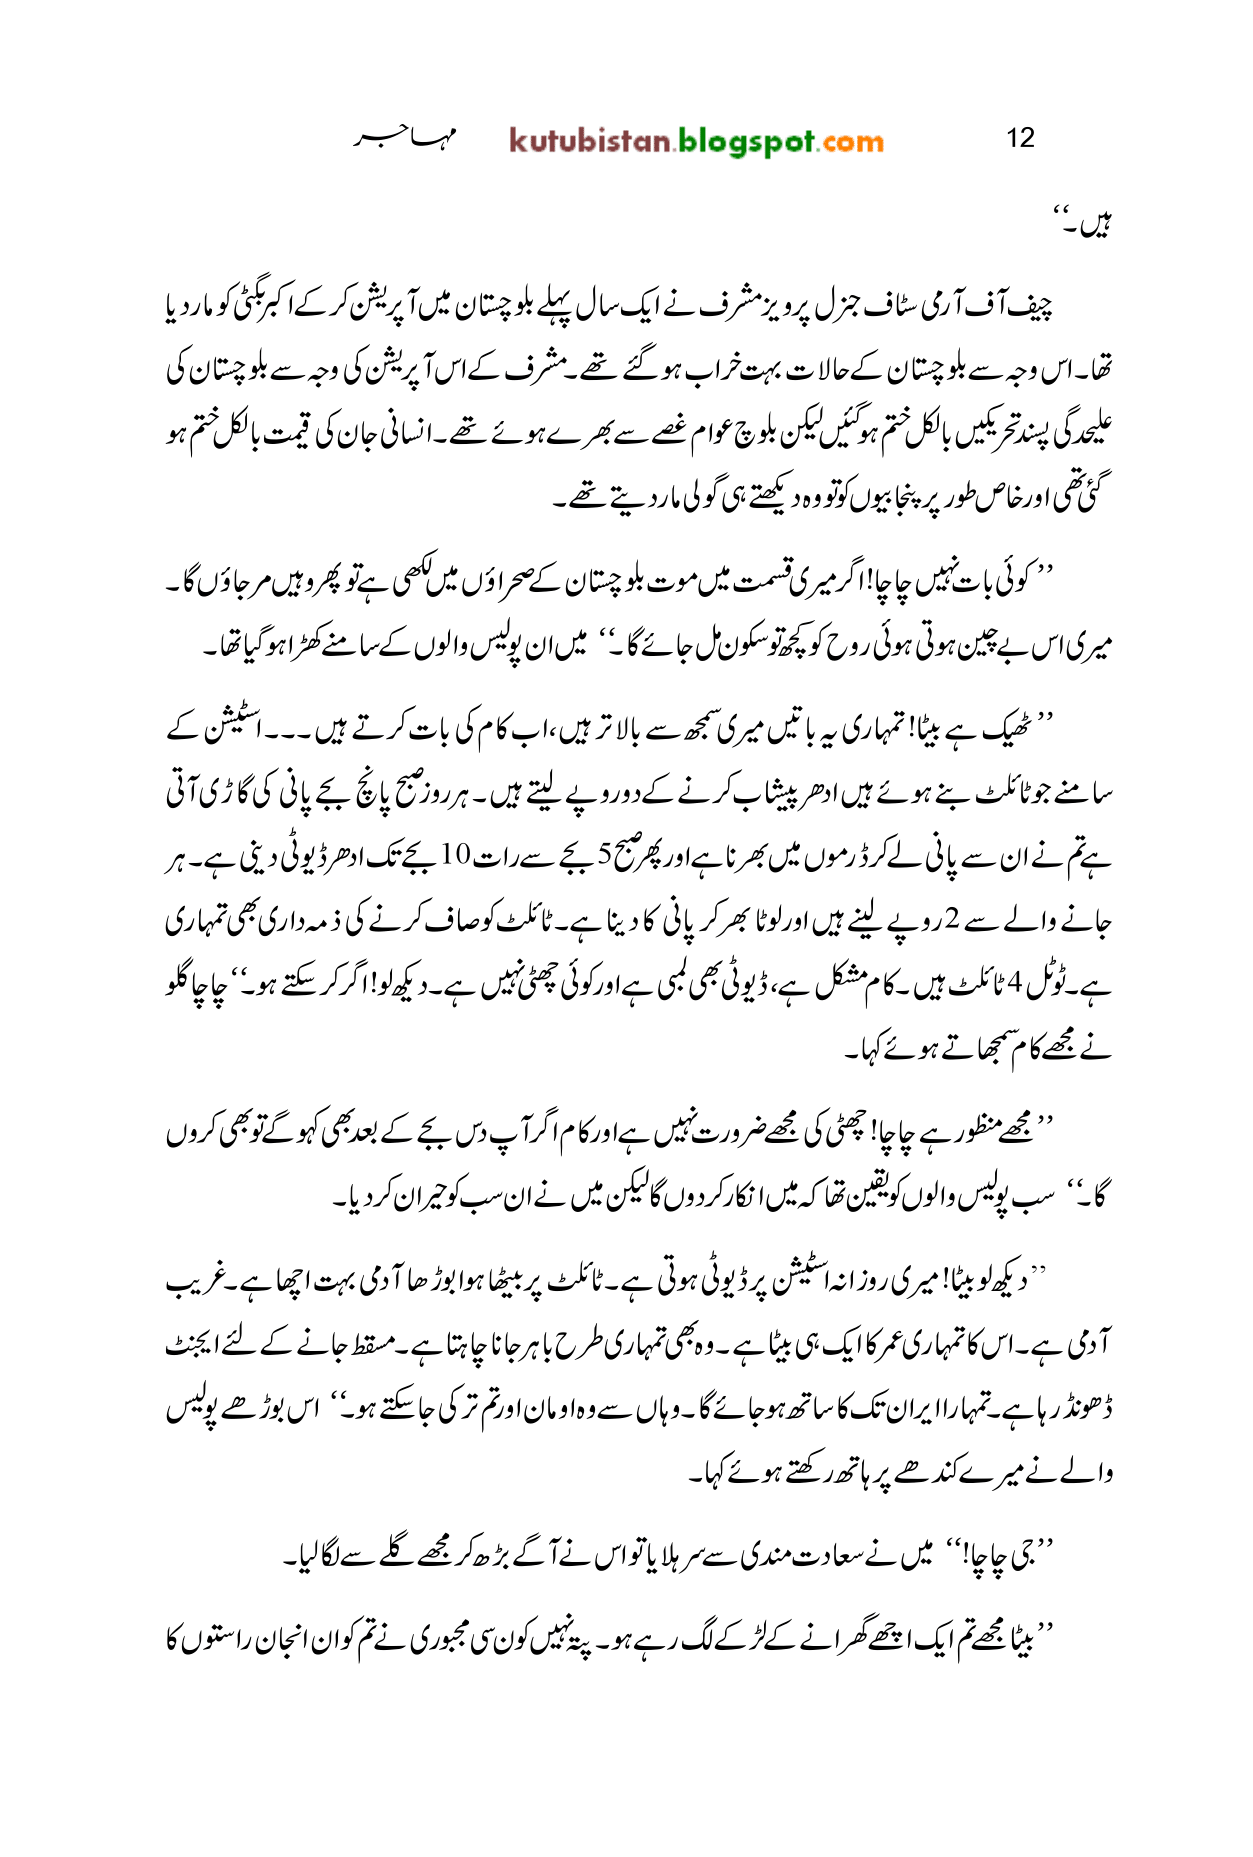 مہاجر kutubistan.blogspot.com 12
ہیں۔‘‘
چیف آف آرمی سٹاف جنرل پرویز مشرف نے ایک سال پہلے بلوچستان میں آپریشن کر کے اکبر بگٹی کو مار دیا
تھا۔ اس وجہ سے بلوچستان کے حالات بہت خراب ہو گئے تھے۔ مشرف کے اس آپریشن کی وجہ سے بلوچستان کی
علیحدگی پسند تحریکیں بالکل ختم ہو گئیں لیکن بلوچ عوام غصے سے بھرے ہوئے تھے۔ انسانی جان کی قیمت بالکل ختم ہو
گئی تھی اور خاص طور پر پنجابیوں کو تو وہ دیکھتے ہی گولی مار دیتے تھے۔
’’کوئی بات نہیں چاچا! اگر میری قسمت میں موت بلوچستان کے صحراؤں میں لکھی ہے تو پھر وہیں مر جاؤں گا۔
میری اس بے چین ہوتی ہوئی روح کو کچھ تو سکون مل جائے گا۔‘‘ میں ان پولیس والوں کے سامنے کھڑا ہو گیا تھا۔
’’ٹھیک ہے بیٹا! تمہاری یہ باتیں میری سمجھ سے بالاتر ہیں، اب کام کی بات کرتے ہیں۔۔۔ اسٹیشن کے
سامنے جو ٹائلٹ بنے ہوئے ہیں ادھر پیشاب کرنے کے دو روپے لیتے ہیں۔ ہر روز صبح پانچ بجے پانی کی گاڑی آتی
ہے تم نے ان سے پانی لے کر ڈرموں میں بھرنا ہے اور پھر صبح 5 بجے سے رات 10 بجے تک ادھر ڈیوٹی دینی ہے۔ ہر
جانے والے سے 2 روپے لینے ہیں اور لوٹا بھر کر پانی کا دینا ہے۔ ٹائلٹ کو صاف کرنے کی ذمہ داری بھی تمہاری
ہے۔ ٹوٹل 4 ٹائلٹ ہیں۔ کام مشکل ہے، ڈیوٹی بھی لمبی ہے اور کوئی چھٹی نہیں ہے۔ دیکھ لو! اگر کر سکتے ہو۔‘‘ چاچا گلو
نے مجھے کام سمجھاتے ہوئے کہا۔
’’مجھے منظور ہے چاچا! چھٹی کی مجھے ضرورت نہیں ہے اور کام اگر آپ دس بجے کے بعد بھی کہو گے تو بھی کروں
گا۔‘‘ سب پولیس والوں کو یقین تھا کہ میں انکار کر دوں گا لیکن میں نے ان سب کو حیران کر دیا۔
’’دیکھ لو بیٹا! میری روزانہ اسٹیشن پر ڈیوٹی ہوتی ہے۔ ٹائلٹ پر بیٹھا ہوا بوڑھا آدمی بہت اچھا ہے۔ غریب
آدمی ہے۔ اس کا تمہاری عمر کا ایک ہی بیٹا ہے۔ وہ بھی تمہاری طرح باہر جانا چاہتا ہے۔ مسقط جانے کے لئے ایجنٹ
ڈھونڈ رہا ہے۔ تمہارا ایران تک کا ساتھ ہو جائے گا۔ وہاں سے وہ اومان اور تم ترکی جا سکتے ہو۔‘‘ اس بوڑھے پولیس
والے نے میرے کندھے پر ہاتھ رکھتے ہوئے کہا۔
’’جی چاچا!‘‘ میں نے سعادت مندی سے سر ہلایا تو اس نے آگے بڑھ کر مجھے گلے سے لگا لیا۔
’’بیٹا مجھے تم ایک اچھے گھرانے کے لڑکے لگ رہے ہو۔ پتہ نہیں کون سی مجبوری نے تم کو ان انجان راستوں کا